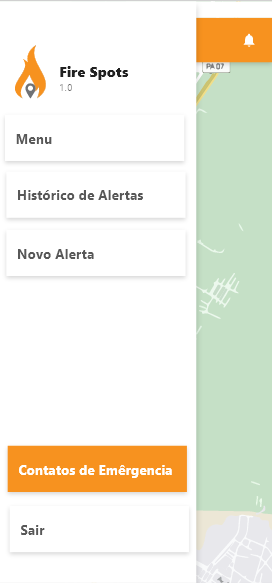 Fire Spots
1.0
PA 07
Menu
Histórico de Alertas
Novo Alerta
Contatos de Emêrgencia
Sair